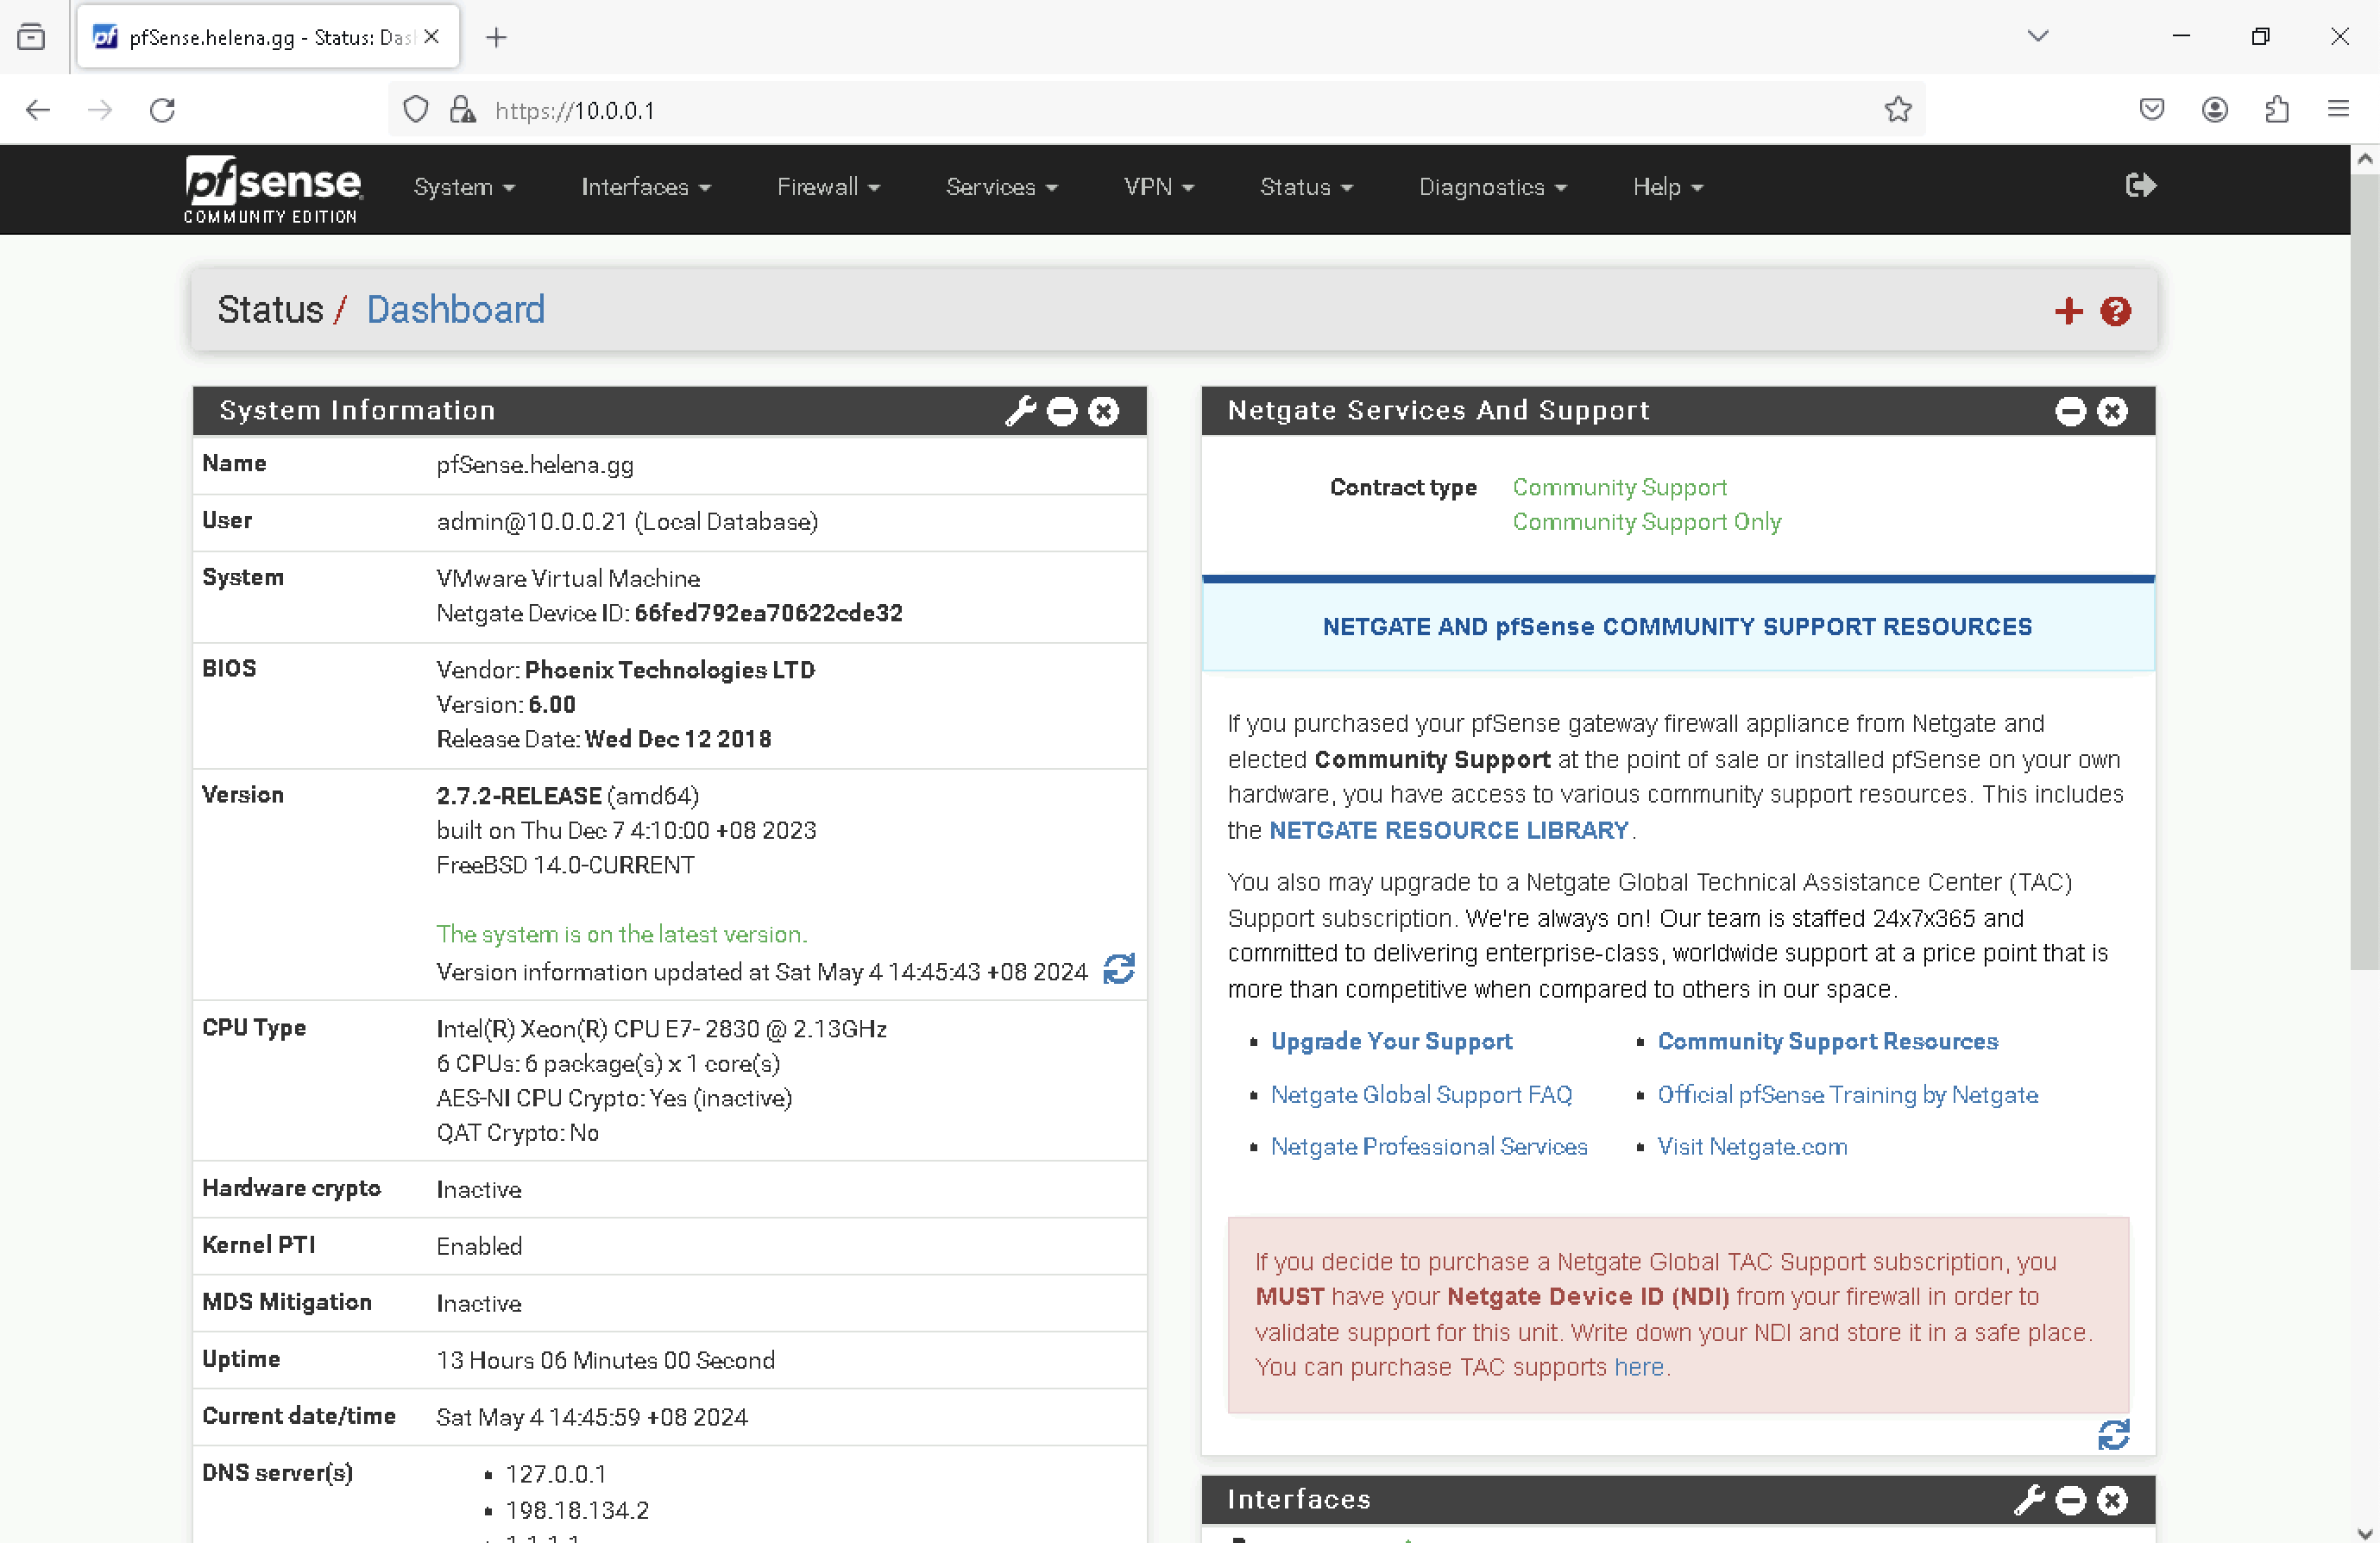 pfSense.helena.gg - Status: Das
https://10.0.0.1
pfsense
COMMUNITY EDITION
System
Interfaces
Firewall
Services
VPN
Status
Diagnostics
Help
Status / Dashboard
System Information
Name pfSense.helena.gg
User admin@10.0.0.21 (Local Database)
System VMware Virtual Machine
Netgate Device ID: 66fed792ea70622cde32
BIOS Vendor: Phoenix Technologies LTD
Version: 6.00
Release Date: Wed Dec 12 2018
Version 2.7.2-RELEASE (amd64)
built on Thu Dec 7 4:10:00 +08 2023
FreeBSD 14.0-CURRENT
The system is on the latest version.
Version information updated at Sat May 4 14:45:43 +08 2024
CPU Type Intel(R) Xeon(R) CPU E7- 2830 @ 2.13GHz
6 CPUs: 6 package(s) x 1 core(s)
AES-NI CPU Crypto: Yes (inactive)
QAT Crypto: No
Hardware crypto Inactive
Kernel PTI Enabled
MDS Mitigation Inactive
Uptime 13 Hours 06 Minutes 00 Second
Current date/time Sat May 4 14:45:59 +08 2024
DNS server(s) 127.0.0.1
198.18.134.2
Netgate Services And Support
Contract type Community Support
Community Support Only
NETGATE AND pfSense COMMUNITY SUPPORT RESOURCES
If you purchased your pfSense gateway firewall appliance from Netgate and
elected Community Support at the point of sale or installed pfSense on your own
hardware, you have access to various community support resources. This includes
the NETGATE RESOURCE LIBRARY.
You also may upgrade to a Netgate Global Technical Assistance Center (TAC)
Support subscription. We're always on! Our team is staffed 24x7x365 and
committed to delivering enterprise-class, worldwide support at a price point that is
more than competitive when compared to others in our space.
Upgrade Your Support
Community Support Resources
Netgate Global Support FAQ
Official pfSense Training by Netgate
Netgate Professional Services
Visit Netgate.com
If you decide to purchase a Netgate Global TAC Support subscription, you
MUST have your Netgate Device ID (NDI) from your firewall in order to
validate support for this unit. Write down your NDI and store it in a safe place.
You can purchase TAC supports here.
Interfaces